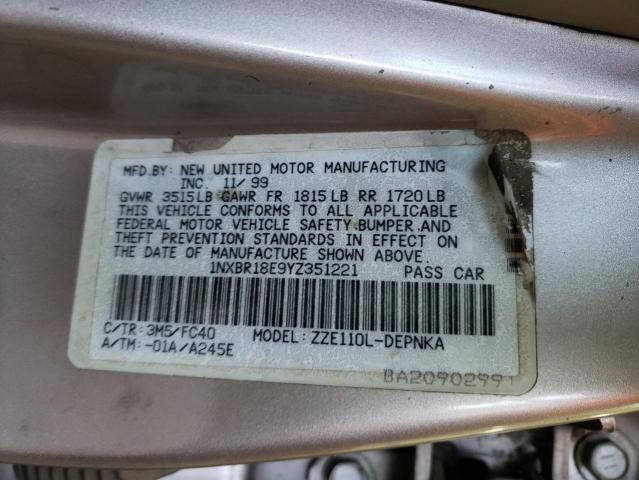 MFD.BY: NEW UNITED MOTOR MANUFACTURING
INC. 11/99
GVWR 3515LB GAWR FR 1815LB RR 1720LB
THIS VEHICLE CONFORMS TO ALL APPLICABLE
FEDERAL MOTOR VEHICLE SAFETY,BUMPER,AND
THEFT PREVENTION STANDARDS IN EFFECT ON
THE DATE OF MANUFACTURE SHOWN ABOVE.
1NXBR18E9YZ351221 PASS CAR
C/TR: 3M5/FC40 MODEL: ZZE110L-DEPNKA
A/TM: -01A/A245E
BA2090299